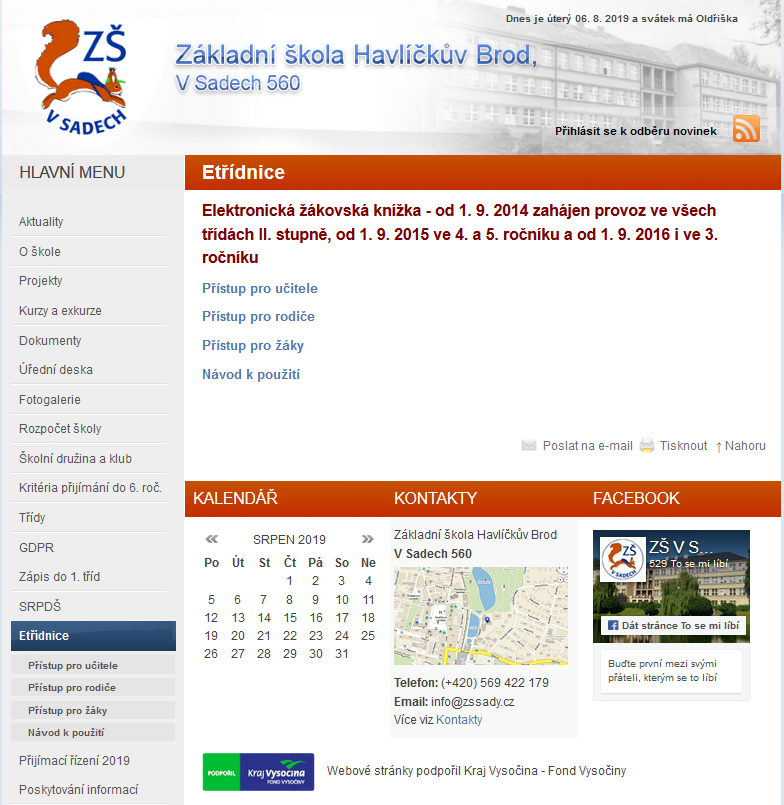 Dnes je úterý 06. 8. 2019 a svátek má Oldřiška
ZŠ
V SADECH
Základní škola Havlíčkův Brod,
V Sadech 560
Přihlásit se k odběru novinek
HLAVNÍ MENU
Aktuality
O škole
Projekty
Kurzy a exkurze
Dokumenty
Úřední deska
Fotogalerie
Rozpočet školy
Školní družina a klub
Kritéria přijímání do 6. roč.
Třídy
GDPR
Zápis do 1. tříd
SRPDŠ
Etřídnice
Přístup pro učitele
Přístup pro rodiče
Přístup pro žáky
Návod k použití
Přijímací řízení 2019
Poskytování informací
Etřídnice
Elektronická žákovská knížka - od 1. 9. 2014 zahájen provoz ve všech
třídách II. stupně, od 1. 9. 2015 ve 4. a 5. ročníku a od 1. 9. 2016 i ve 3.
ročníku
Přístup pro učitele
Přístup pro rodiče
Přístup pro žáky
Návod k použití
Poslat na e-mail Tisknout ↑ Nahoru
KALENDÁŘ
« SRPEN 2019 »
Po Út St Čt Pá So Ne
1 2 3 4
5 6 7 8 9 10 11
12 13 14 15 16 17 18
19 20 21 22 23 24 25
26 27 28 29 30 31
KONTAKTY
Základní škola Havlíčkův Brod
V Sadech 560
Telefon: (+420) 569 422 179
Email: info@zssady.cz
Více viz Kontakty
FACEBOOK
ZŠ
V SADECH
ZŠ V S...
529 To se mi líbí
Dát stránce To se mi líbí
Buďte první mezi svými
přáteli, kterým se to líbí
PODPOŘIL Kraj Vysočina
FOND VYSOČINY
Webové stránky podpořil Kraj Vysočina - Fond Vysočiny